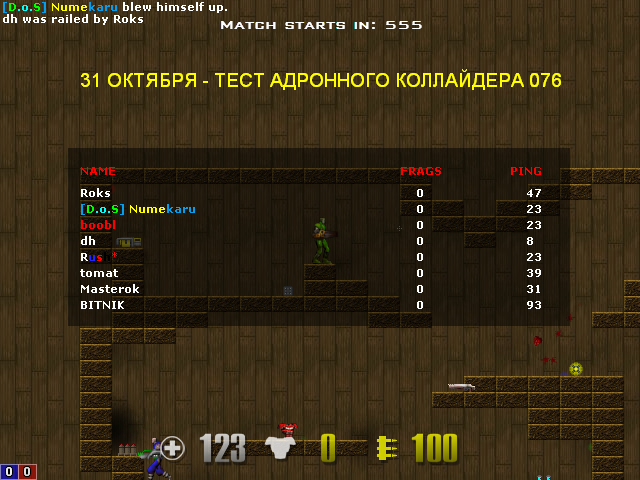 [D.o.S] Numekaru blew himself up.
dh was railed by Roks
Match starts in: 555
31 ОКТЯБРЯ - ТЕСТ АДРОННОГО КОЛЛАЙДЕРА 076
NAME FRAGS PING
Roks 0 47
[D.o.S] Numekaru 0 23
boobl 0 23
dh 0 8
Rus * 0 23
tomat 0 39
Masterok 0 31
BITNIK 0 93
123 0 100
0 0